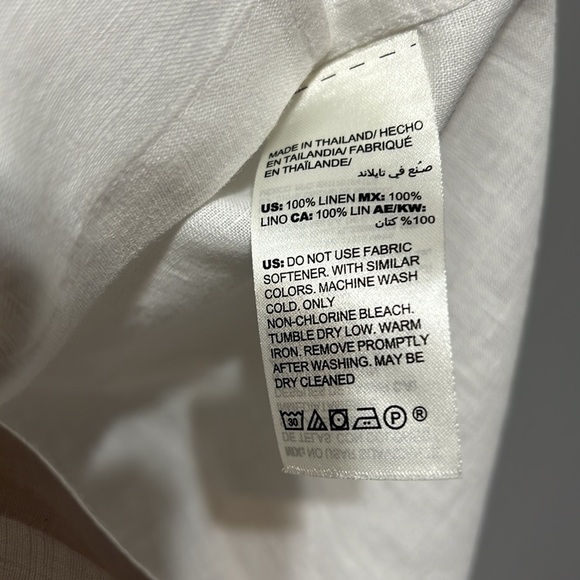 MADE IN THAILAND/ HECHO
EN TAILANDIA/ FABRIQUÉ
EN THAÏLANDE/
صنع في تايلاند
US: 100% LINEN MX: 100%
LINO CA: 100% LIN AE/KW:
100% كتان
US: DO NOT USE FABRIC
SOFTENER. WITH SIMILAR
COLORS. MACHINE WASH
COLD. ONLY
NON-CHLORINE BLEACH.
TUMBLE DRY LOW. WARM
IRON. REMOVE PROMPTLY
AFTER WASHING. MAY BE
DRY CLEANED
30 P ®